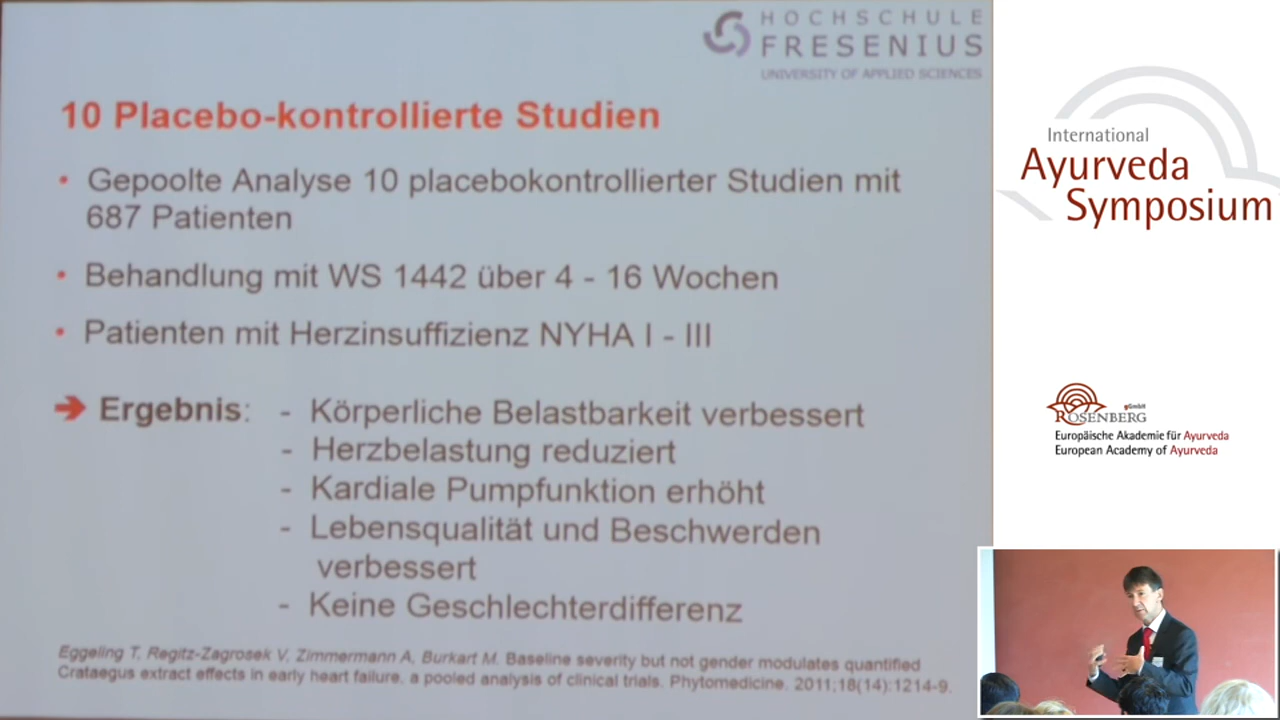 HOCHSCHULE
FRESENIUS
UNIVERSITY OF APPLIED SCIENCES
10 Placebo-kontrollierte Studien
• Gepoolte Analyse 10 placebokontrollierter Studien mit
687 Patienten
• Behandlung mit WS 1442 über 4 - 16 Wochen
• Patienten mit Herzinsuffizienz NYHA I - III
➔ Ergebnis: - Körperliche Belastbarkeit verbessert
- Herzbelastung reduziert
- Kardiale Pumpfunktion erhöht
- Lebensqualität und Beschwerden
verbessert
- Keine Geschlechterdifferenz
Eggeling T, Regitz-Zagrosek V, Zimmermann A, Burkart M. Baseline severity but not gender modulates quantified
Crataegus extract effects in early heart failure, a pooled analysis of clinical trials. Phytomedicine. 2011;18(14):1214-9.
International
Ayurveda
Symposium
gGmbH
ROSENBERG
Europäische Akademie für Ayurveda
European Academy of Ayurveda